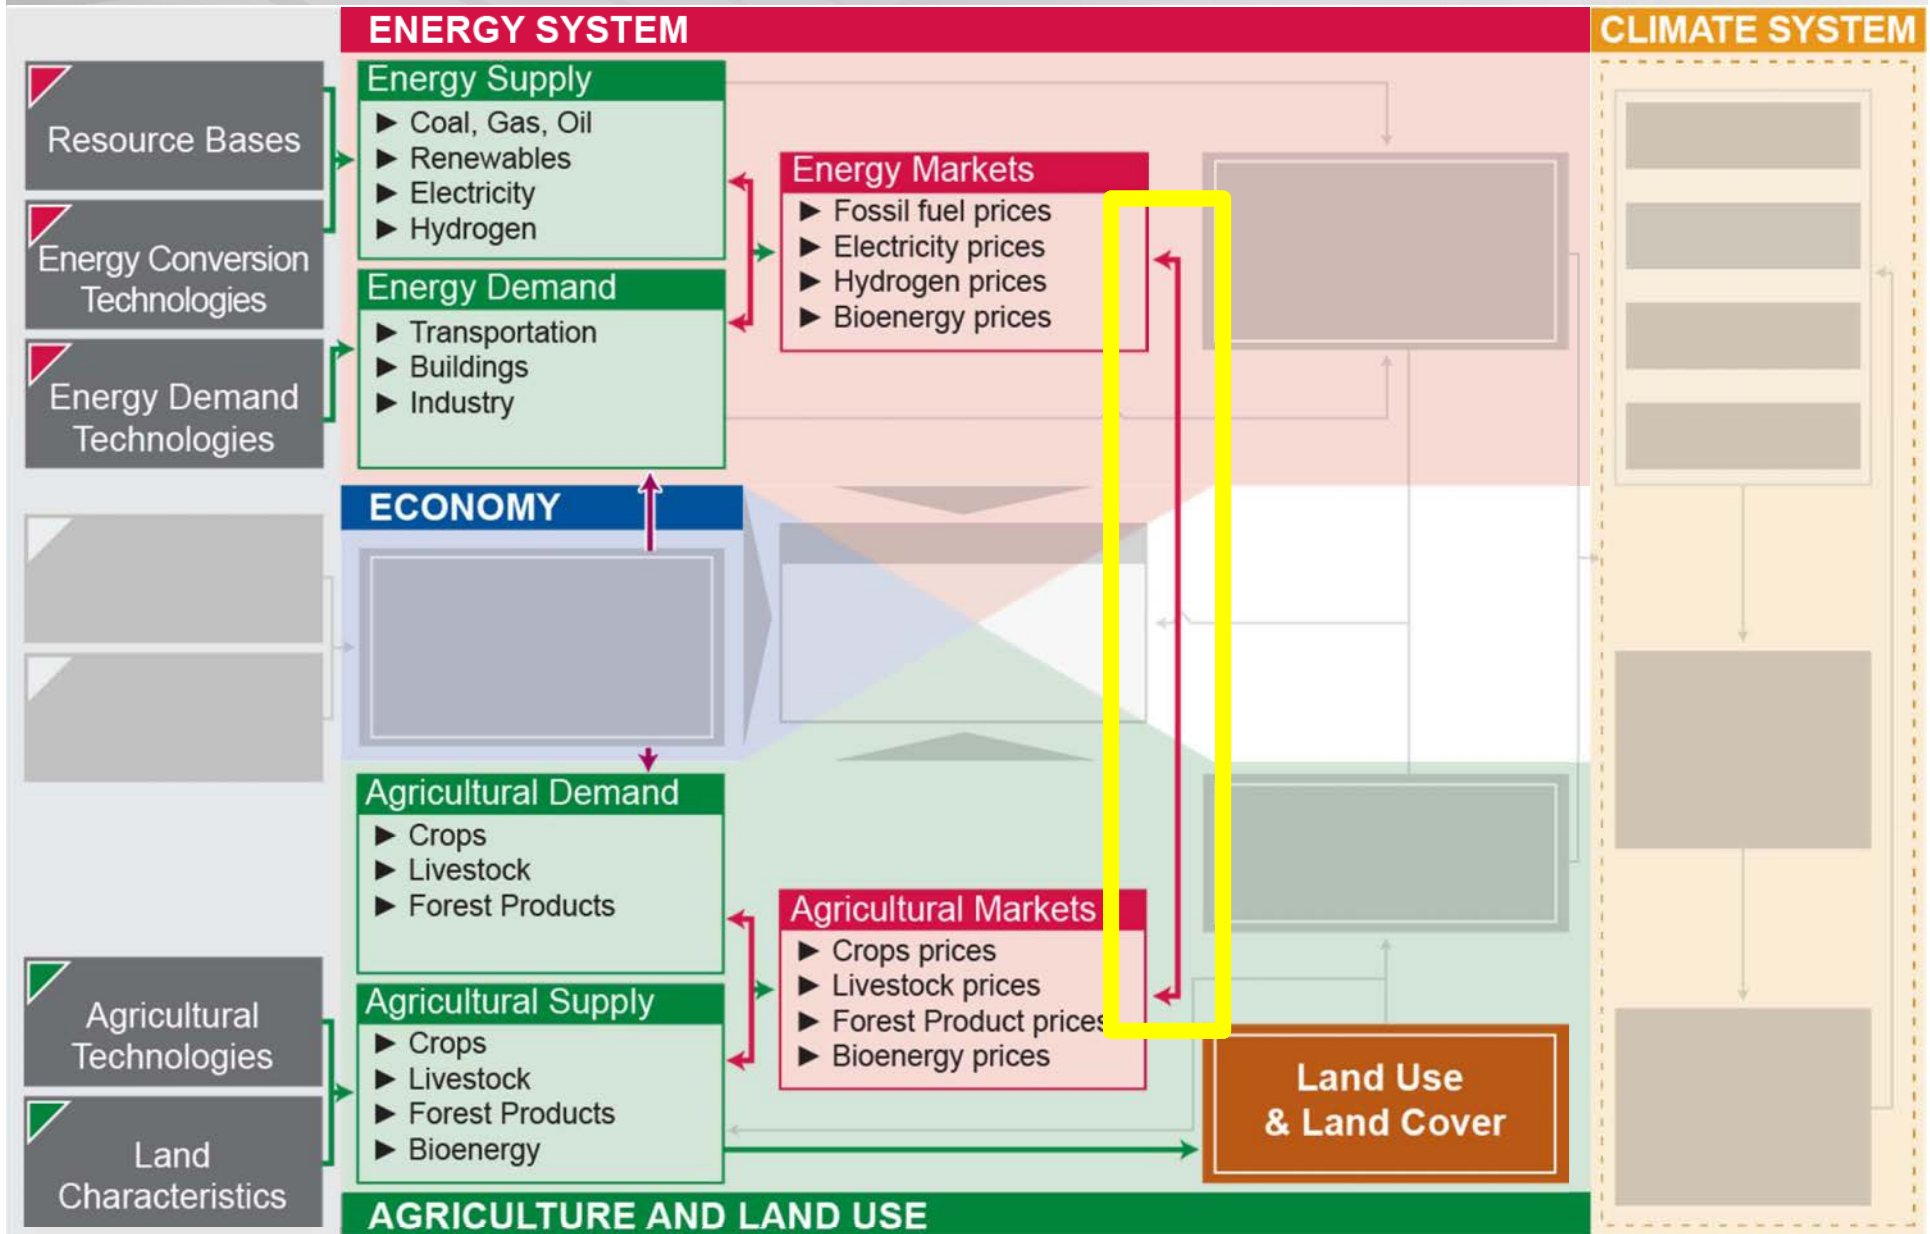 ENERGY SYSTEM
CLIMATE SYSTEM
Resource Bases
Energy Conversion
Technologies
Energy Demand
Technologies
Energy Supply
► Coal, Gas, Oil
► Renewables
► Electricity
► Hydrogen
Energy Demand
► Transportation
► Buildings
► Industry
Energy Markets
► Fossil fuel prices
► Electricity prices
► Hydrogen prices
► Bioenergy prices
ECONOMY
Agricultural Demand
► Crops
► Livestock
► Forest Products
Agricultural Technologies
Land
Characteristics
Agricultural Supply
► Crops
► Livestock
► Forest Products
► Bioenergy
Agricultural Markets
► Crops prices
► Livestock prices
► Forest Product prices
► Bioenergy prices
Land Use
& Land Cover
AGRICULTURE AND LAND USE